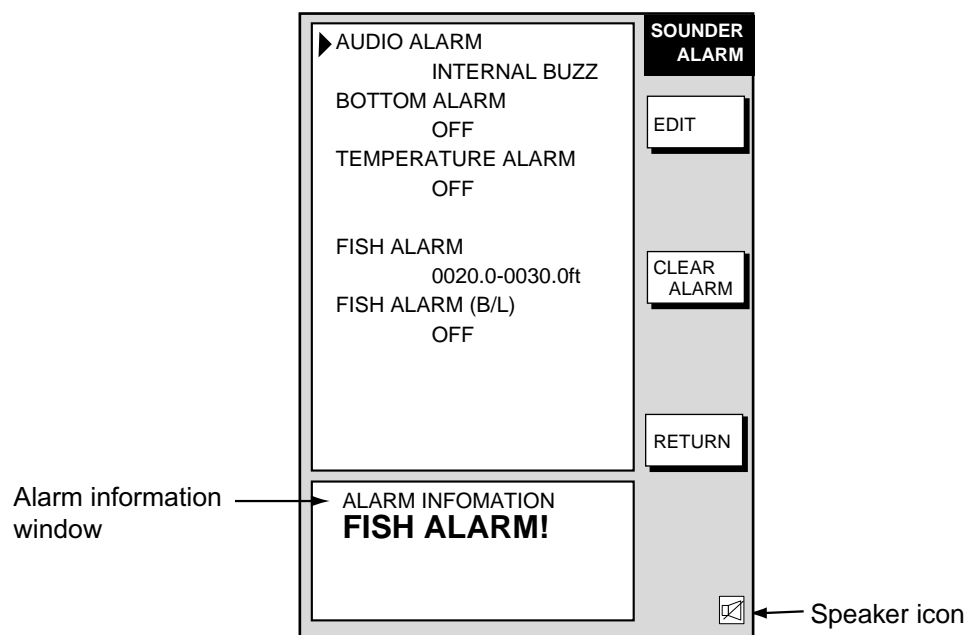 AUDIO ALARM
INTERNAL BUZZ
BOTTOM ALARM
OFF
TEMPERATURE ALARM
OFF
FISH ALARM
0020.0-0030.0ft
FISH ALARM (B/L)
OFF
SOUNDER
ALARM
EDIT
CLEAR
ALARM
RETURN
Alarm information
window
ALARM INFOMATION
FISH ALARM!
Speaker icon